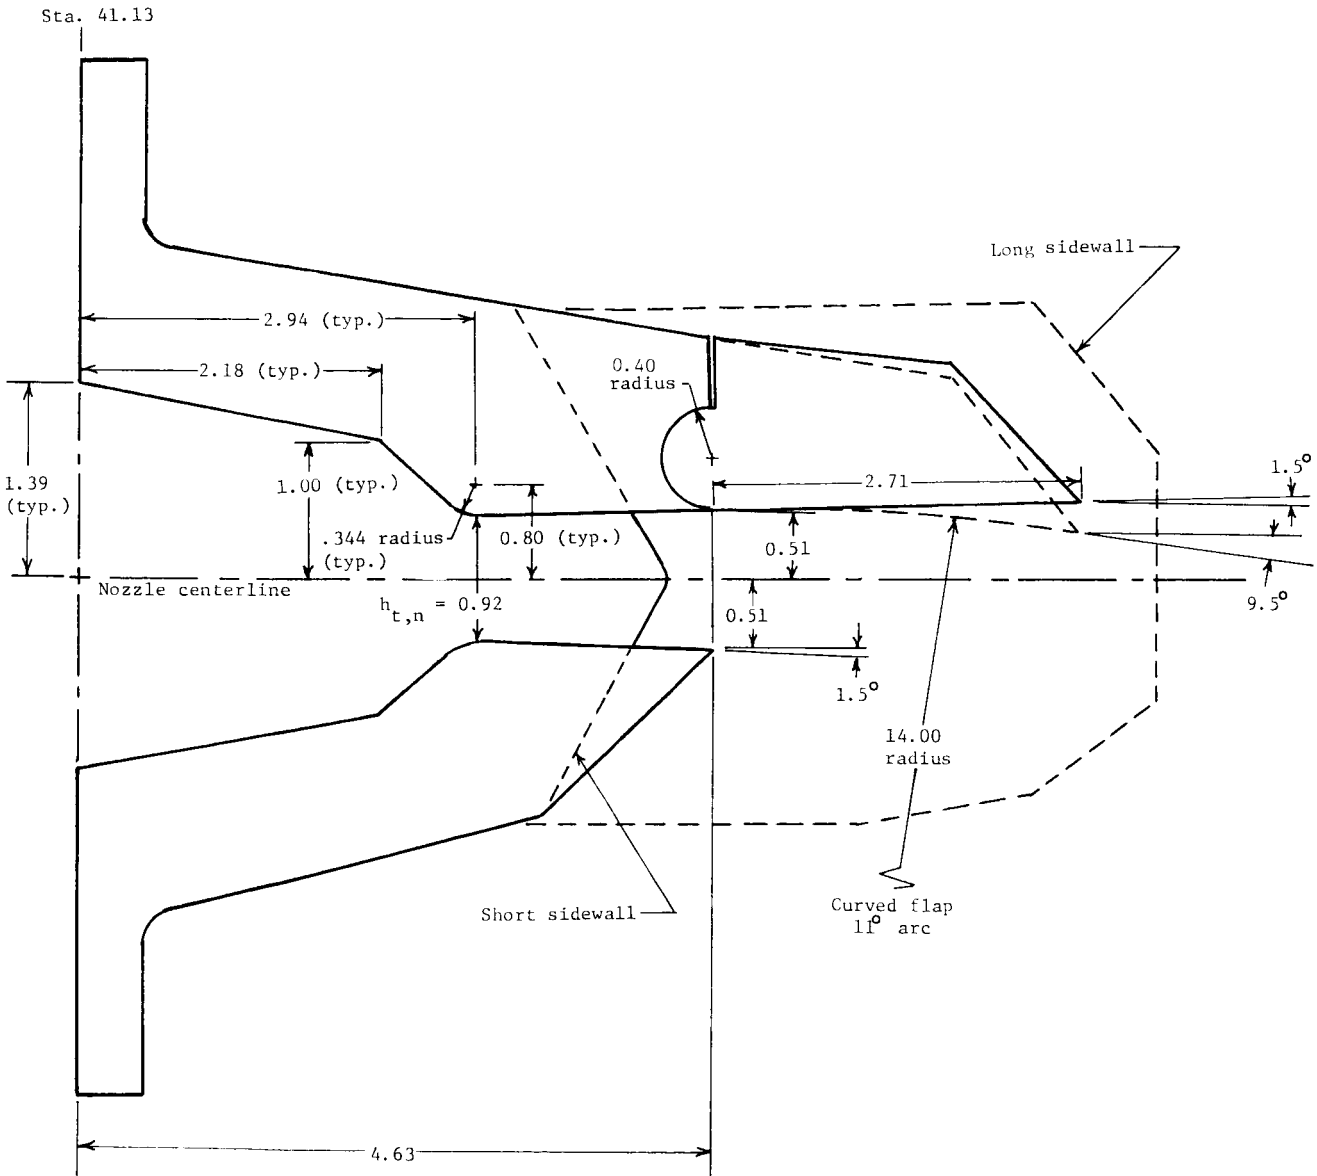 Sta. 41.13
Long sidewall
2.94 (typ.)
2.18 (typ.)
0.40
radius
1.39
(typ.)
1.00 (typ.)
2.71
1.5°
.344 radius
(typ.)
0.80 (typ.)
0.51
Nozzle centerline
h t,n = 0.92
0.51
9.5°
1.5°
14.00
radius
Short sidewall
Curved flap
11° arc
4.63